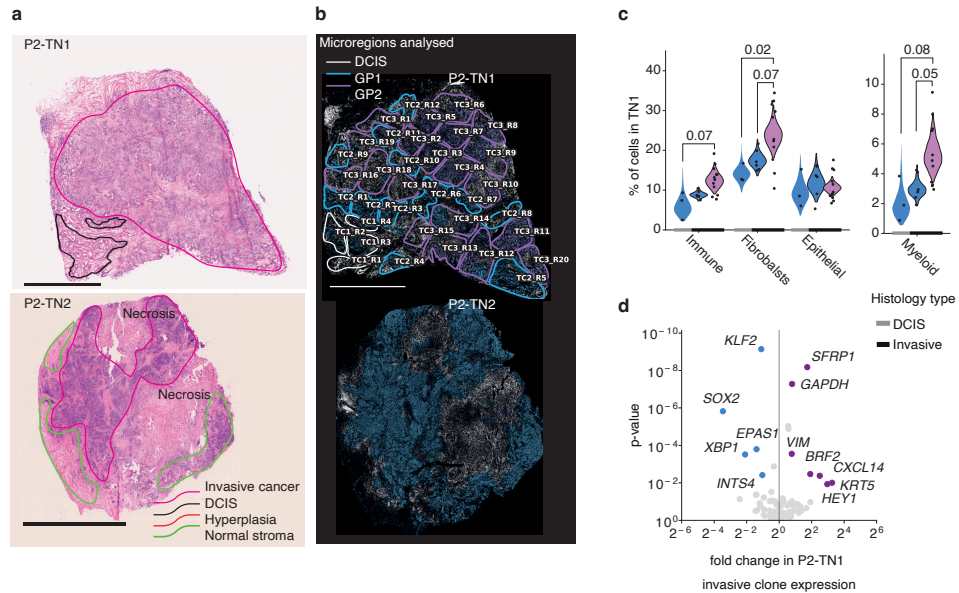 a
P2-TN1
P2-TN2
Necrosis
Necrosis
Invasive cancer
DCIS
Hyperplasia
Normal stroma
b
Microregions analysed
DCIS
GP1
GP2
P2-TN1
TC2_R12
TC3_R6
TC3_R1
TC3_R5
TC3_R8
TC2_R11
TC3_R7
TC3_R19
TC3_R2
TC2_R9
TC2_R10
TC3_R3
TC3_R9
TC3_R18
TC3_R4
TC3_R16
TC3_R17
TC3_R10
TC2_R1
TC2_R6
TC2_R3
TC2_R7
TC1_R4
TC3_R14
TC2_R8
TC1_R2
TC3_R15
TC3_R11
TC1_R3
TC3_R13
TC1_R1
TC2_R4
TC3_R12
TC3_R20
TC2_R5
P2-TN2
c
% of cells in TN1
40
30
20
10
0
0.07
0.02
0.07
Immune
Fibrobalsts
Epithelial
10
8
6
4
2
0
0.08
0.05
Myeloid
Histology type
DCIS
Invasive
d
p-value
10⁻¹⁰
10⁻⁸
10⁻⁶
10⁻⁴
10⁻²
10⁰
KLF2
SFRP1
GAPDH
SOX2
EPAS1
XBP1
VIM
BRF2
CXCL14
INTS4
KRT5
HEY1
2⁻⁶ 2⁻⁴ 2⁻² 2⁰ 2² 2⁴ 2⁶
fold change in P2-TN1
invasive clone expression